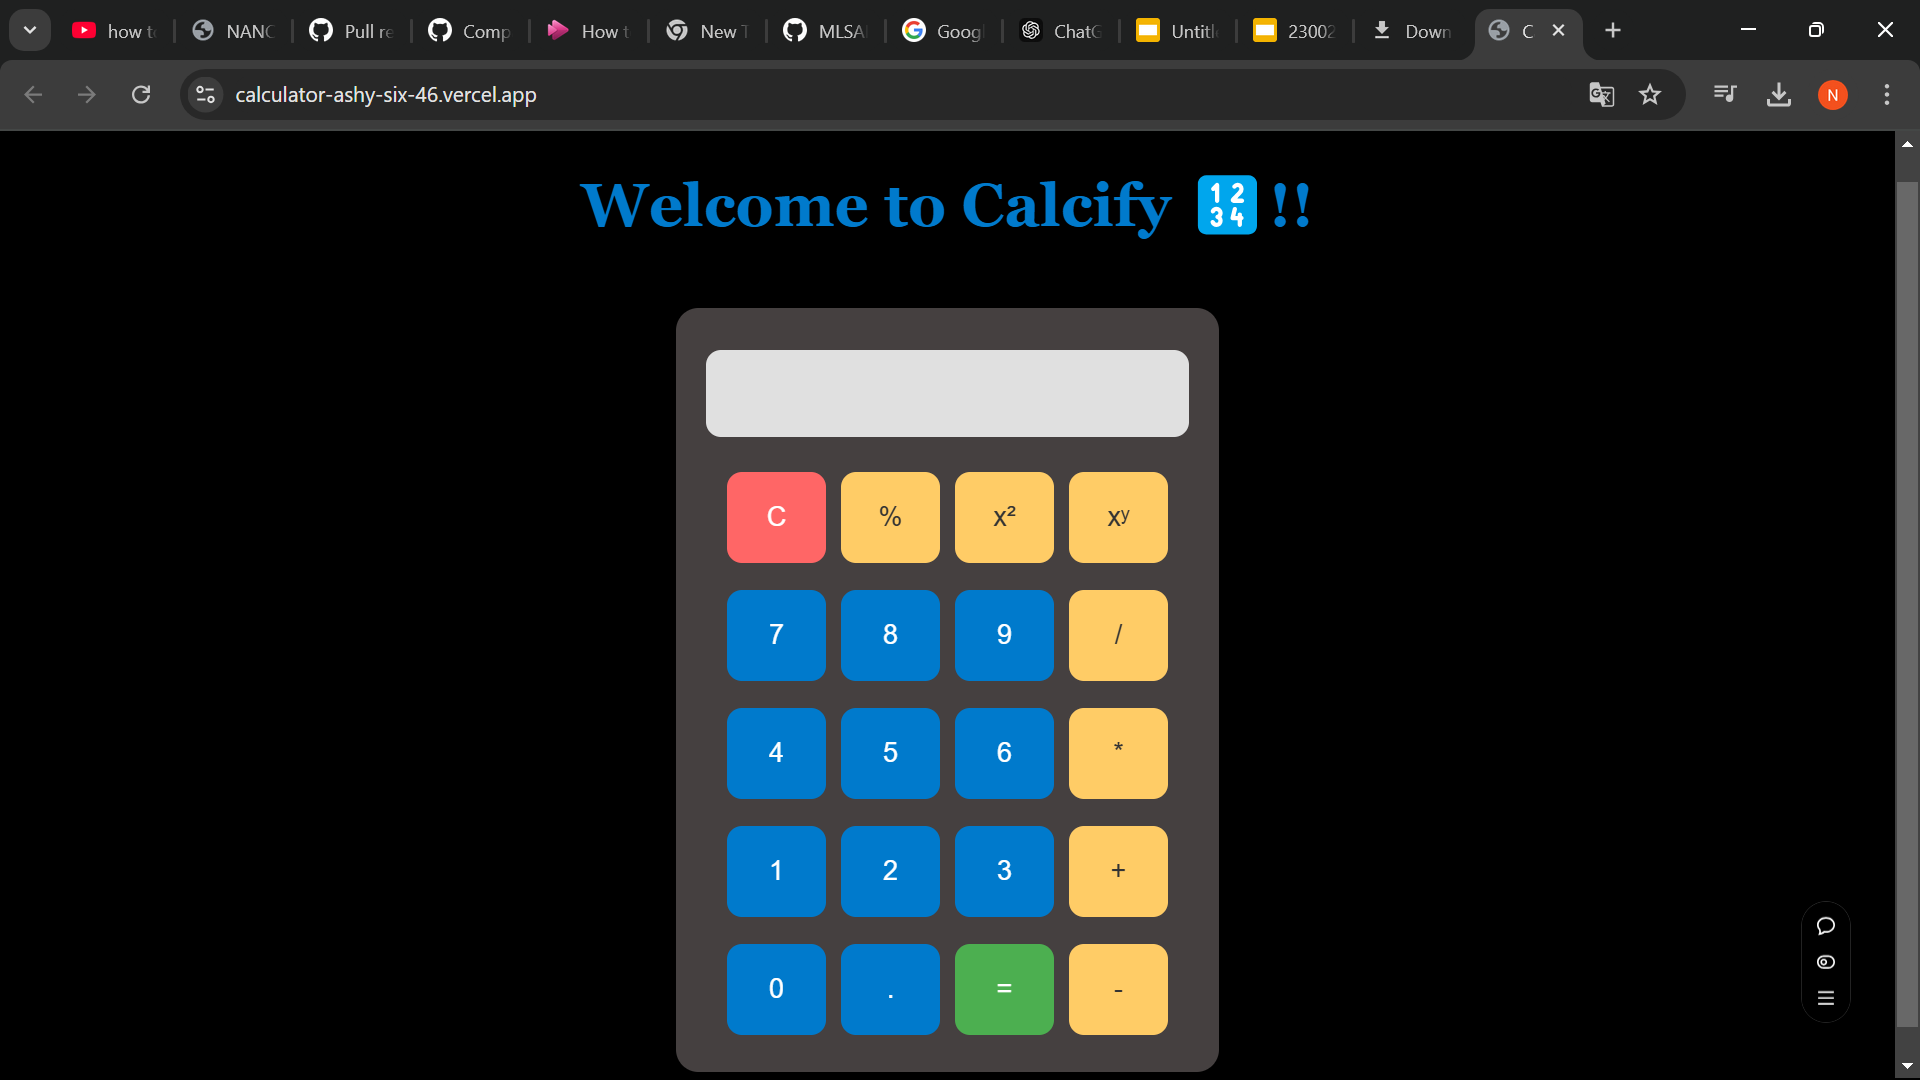 how t
NANC
Pull re
Comp
How t
New T
MLSA
Goog
ChatG
Untitl
23002
Down
C
calculator-ashy-six-46.vercel.app
N
Welcome to Calcify 🔢!!
C % x² xʸ
7 8 9 /
4 5 6 *
1 2 3 +
0 . = -